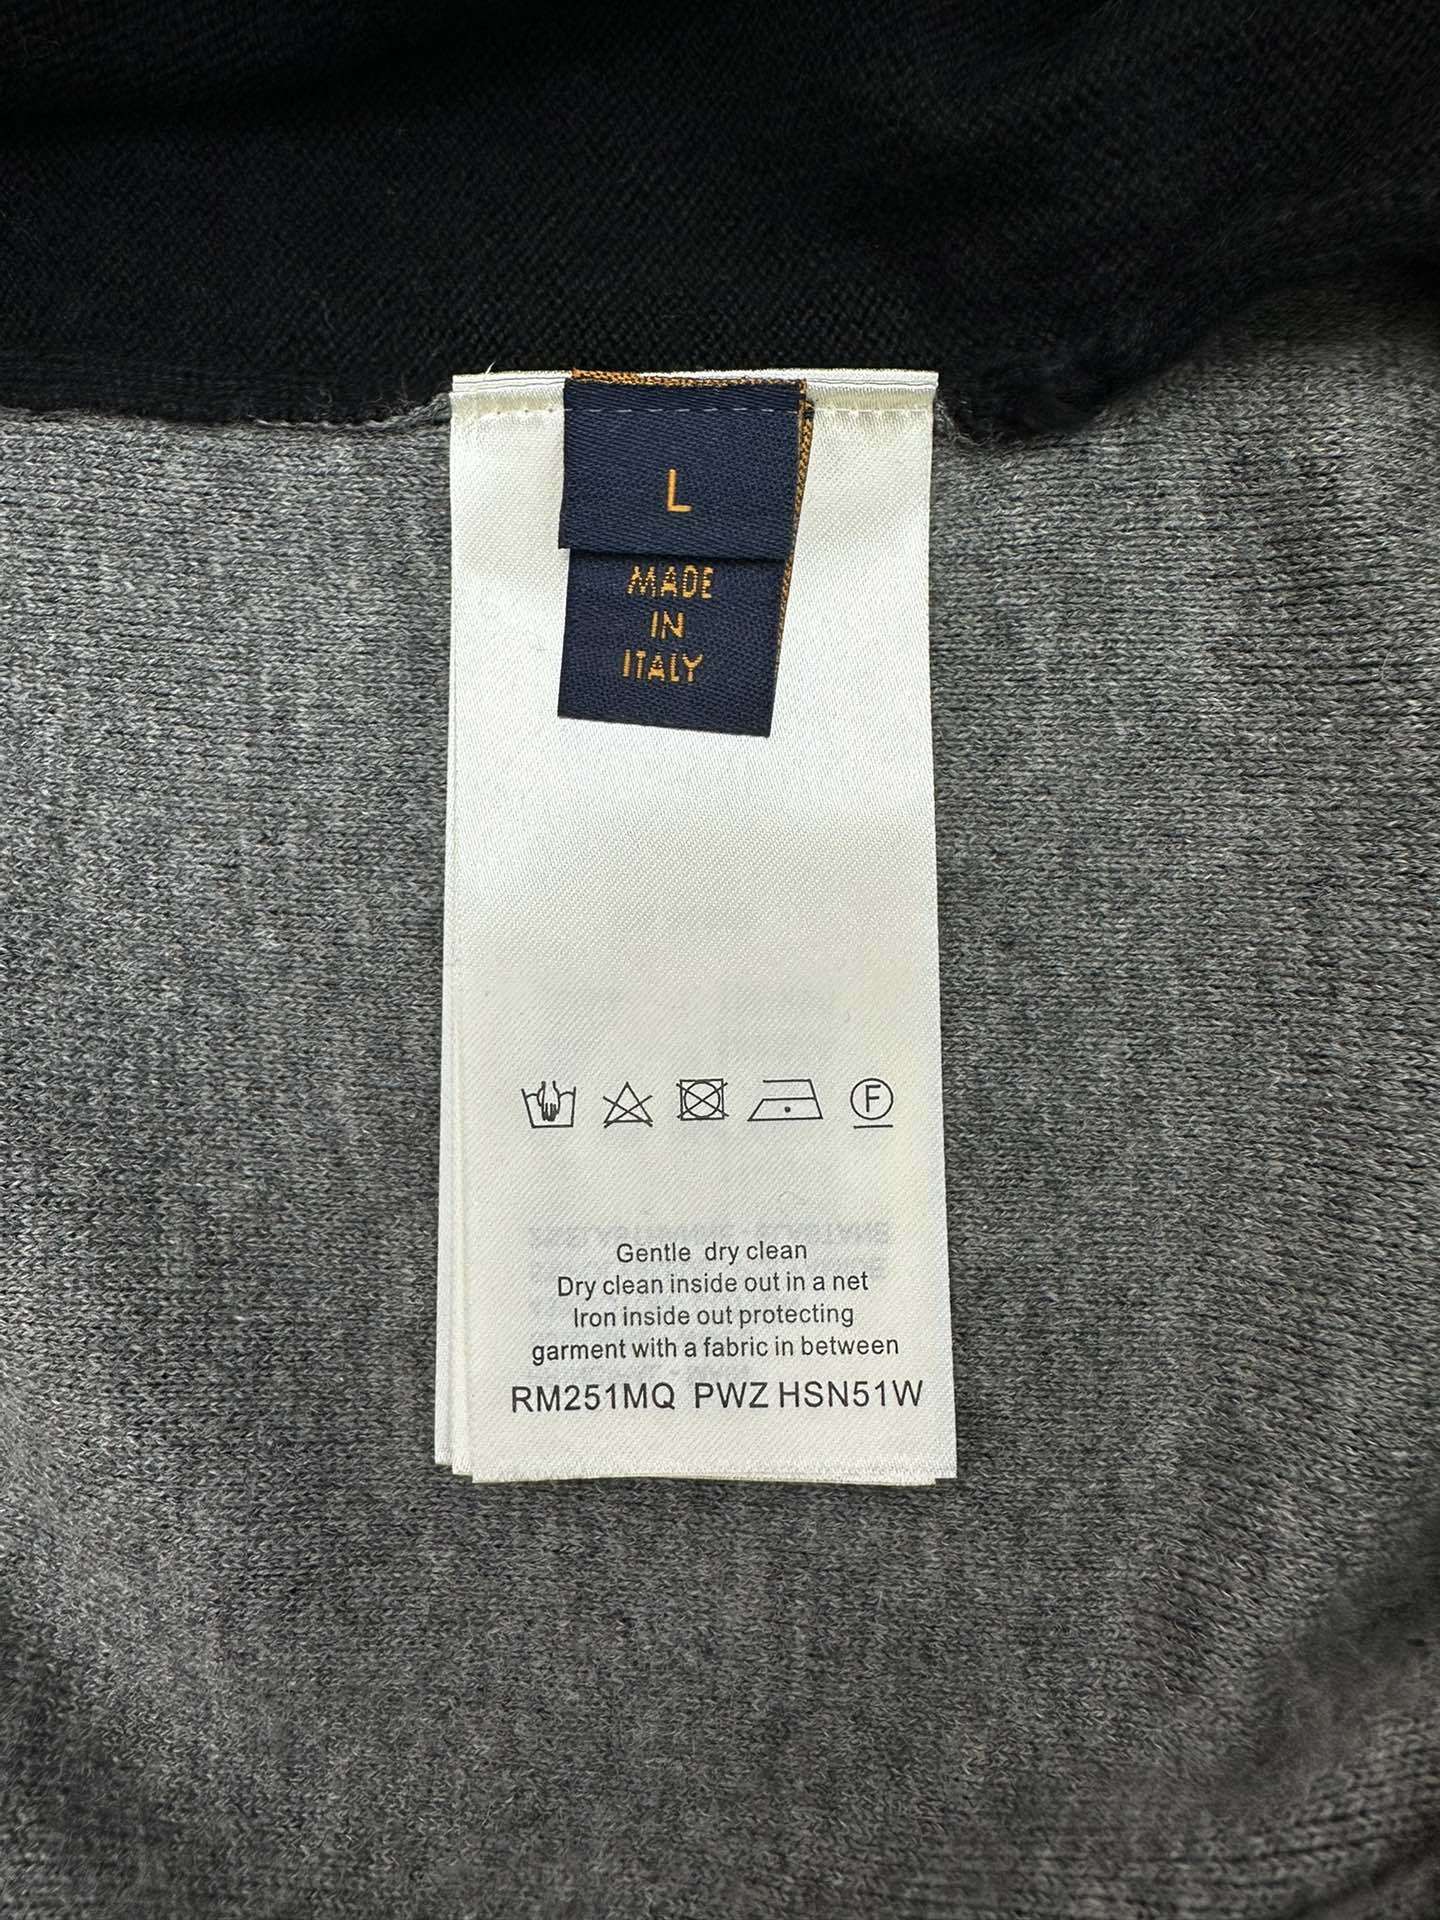 L
MADE
IN
ITALY
F
Gentle dry clean
Dry clean inside out in a net
Iron inside out protecting
garment with a fabric in between
RM251MQ PWZ HSN51W